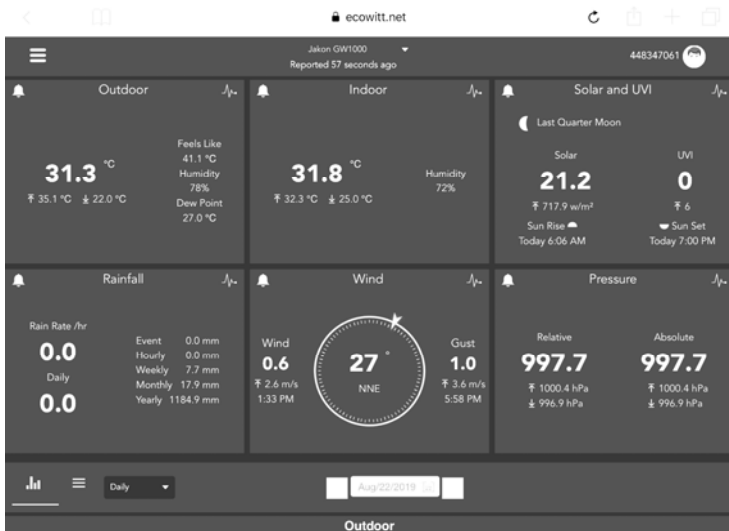 ecowitt.net
Jakon GW1000
Reported 57 seconds ago
448347061
Outdoor
31.3 °C
35.1 °C 22.0 °C
Feels Like
41.1 °C
Humidity
78%
Dew Point
27.0 °C
Indoor
31.8 °C
32.3 °C 25.0 °C
Humidity
72%
Solar and UVI
Last Quarter Moon
Solar
21.2
717.9 w/m²
UVI
0
6
Sun Rise
Today 6:06 AM
Sun Set
Today 7:00 PM
Rainfall
Rain Rate /hr
0.0
Daily
0.0
Event 0.0 mm
Hourly 0.0 mm
Weekly 7.7 mm
Monthly 17.9 mm
Yearly 1184.9 mm
Wind
Wind
0.6
2.6 m/s
1:33 PM
27 °
NNE
Gust
1.0
3.6 m/s
5:58 PM
Pressure
Relative
997.7
1000.4 hPa
996.9 hPa
Absolute
997.7
1000.4 hPa
996.9 hPa
Daily
Aug/22/2019
Outdoor